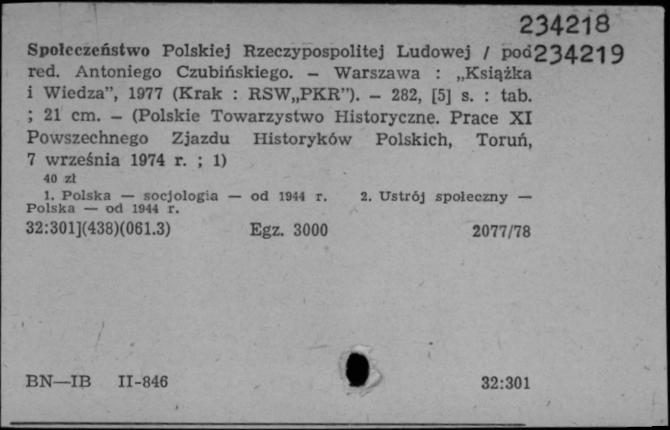 234218
Społeczeństwo Polskiej Rzeczypospolitej Ludowej / pod 234219
red. Antoniego Czubińskiego. — Warszawa : „Książka
i Wiedza”, 1977 (Krak : RSW„PKR”). — 282, [5] s. : tab.
; 21 cm. — (Polskie Towarzystwo Historyczne. Prace XI
Powszechnego Zjazdu Historyków Polskich, Toruń,
7 września 1974 r. ; 1)
40 zł
1. Polska — socjologia — od 1944 r. 2. Ustrój społeczny —
Polska — od 1944 r.
32:301](438)(061.3) Egz. 3000 2077/78
BN—IB II-846 32:301